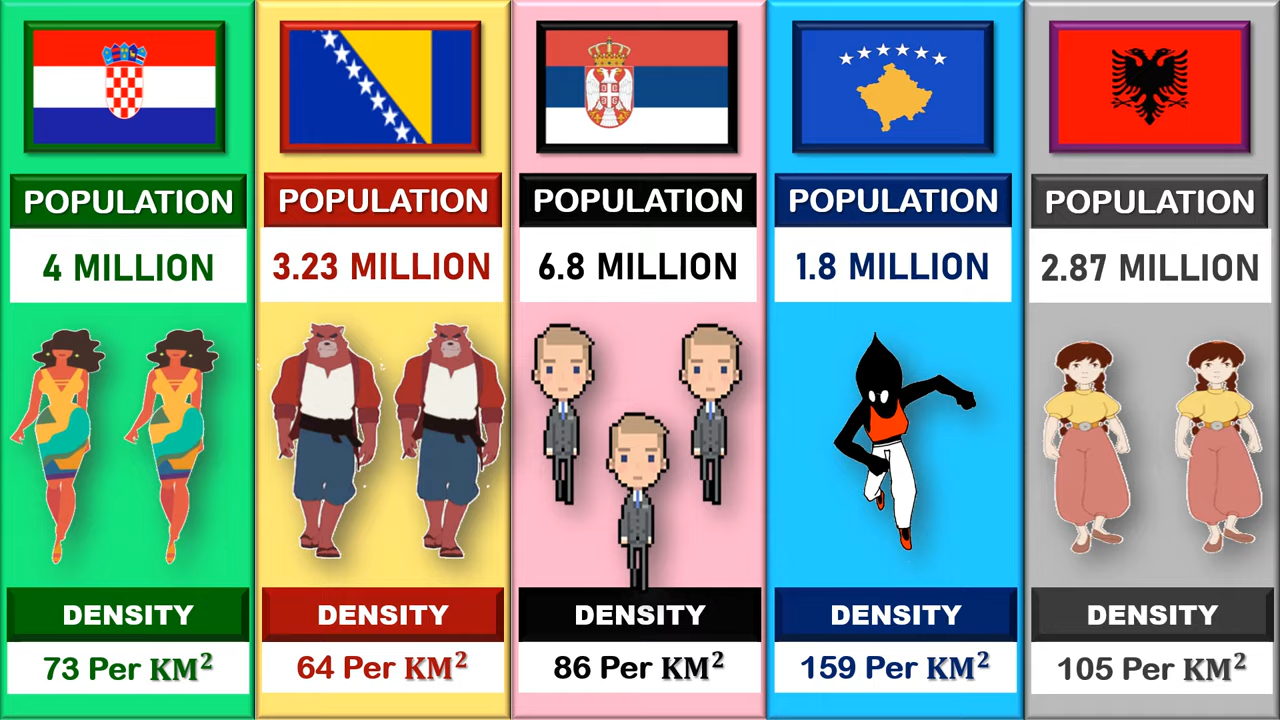 POPULATION
4 MILLION
DENSITY
73 Per KM²
POPULATION
3.23 MILLION
DENSITY
64 Per KM²
POPULATION
6.8 MILLION
DENSITY
86 Per KM²
POPULATION
1.8 MILLION
DENSITY
159 Per KM²
POPULATION
2.87 MILLION
DENSITY
105 Per KM²